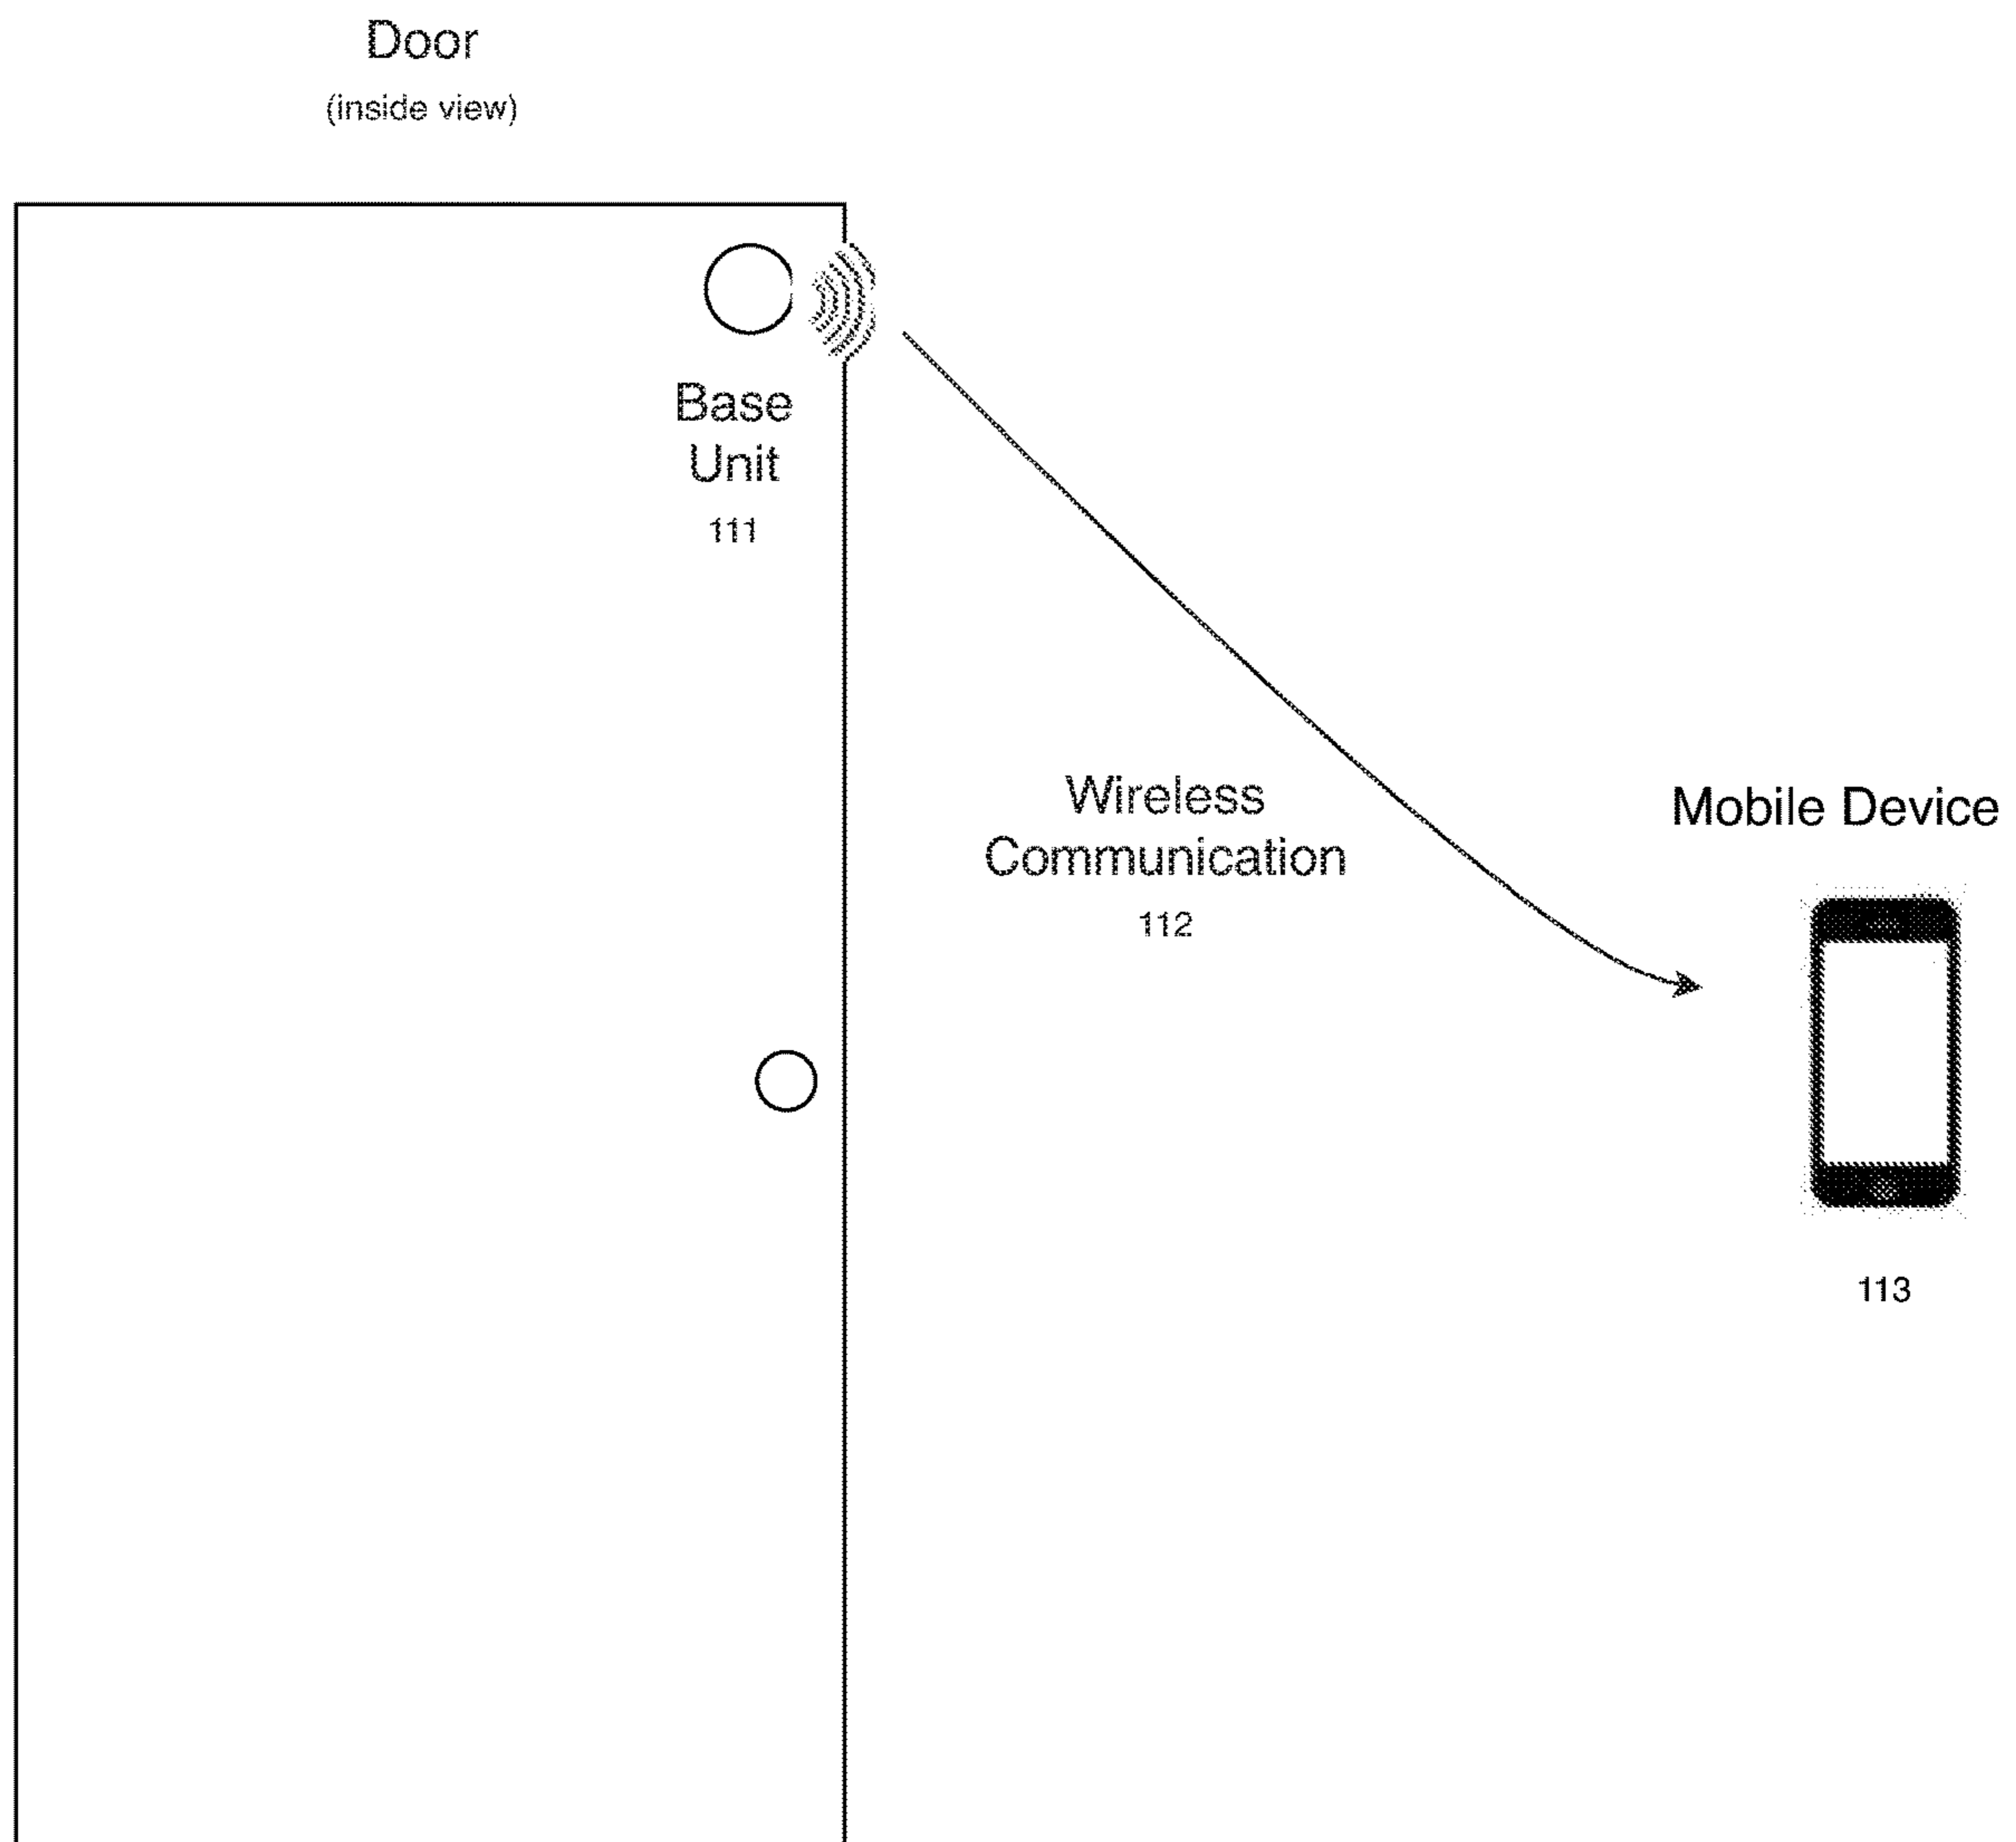 Door
(inside view)
Base
Unit
111
Wireless
Communication
112
Mobile Device
113